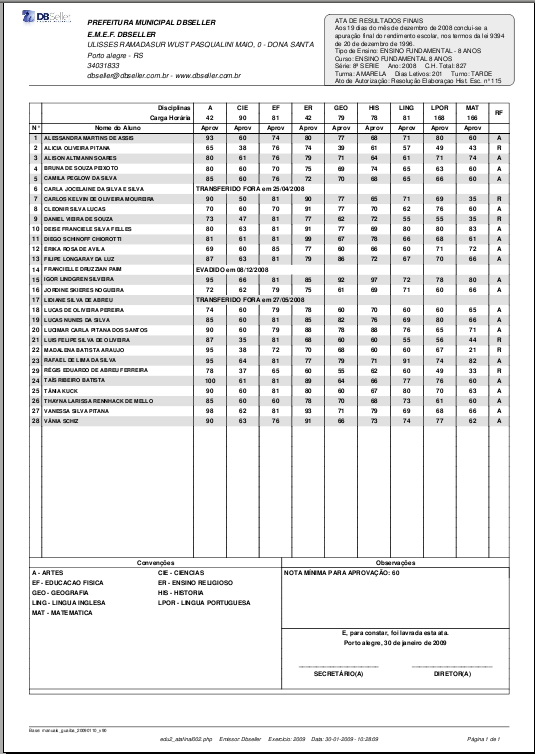 DBSeller
PREFEITURA MUNICIPAL DBSELLER
E.M.E.F. DBSELLER
ULISSES RAMADASUR WUST PASQUALINI MAIO, 0 - DONA SANTA
Porto alegre - RS
34031833
dbseller@dbseller.com.br - www.dbseller.com.br
ATA DE RESULTADOS FINAIS
Aos 19 dias do mês de dezembro de 2008 conclui-se a
apuração final do rendimento escolar, nos termos da lei 9394
de 20 de dezembro de 1996.
Tipo de Ensino: ENSINO FUNDAMENTAL - 8 ANOS
Curso: ENSINO FUNDAMENTAL 8 ANOS
Série: 8ª SERIE Ano: 2008 C.H. Total: 827
Turma: AMARELA Dias Letivos: 201 Turno: TARDE
Ato de Autorização: Resolução Elaboraçao Hist. Esc. nº 115
Disciplinas A CIE EF ER GEO HIS LING LPOR MAT RF
Carga Horária 42 90 81 42 79 78 81 168 166
N° Nome do Aluno Aprov Aprov Aprov Aprov Aprov Aprov Aprov Aprov Aprov
1 ALESSANDRA MARTINS DE ASSIS 93 60 74 80 77 68 71 80 60 A
2 ALICIA OLIVEIRA PITANA 65 38 76 74 39 61 57 49 43 R
3 ALISON ALTMANN SOARES 80 61 76 79 71 64 61 71 74 A
4 BRUNA DE SOUZA PEIXOTO 80 60 81 91 69 74 65 63 60 A
5 CAMILA PEGLOW DA SILVA 85 60 76 72 70 68 65 66 60 A
6 CARLA JOCELAINE DA SILVA E SILVA TRANSFERIDO FORA em 25/04/2008
7 CARLOS KELVIN DE OLIVEIRA MOUREIRA 90 50 81 90 77 65 71 69 35 R
8 CLEONIR SILVA LUCAS 70 60 70 91 77 70 62 76 60 A
9 DANIEL VIEIRA DE SOUZA 73 47 81 77 62 72 55 55 35 R
10 DEISE FRANCIELE SILVA FELLES 80 63 81 91 77 69 80 80 83 A
11 DIEGO SCHINOFF CHIOROTTI 81 61 81 99 67 78 66 68 61 A
12 ÉRIKA ROSA DE AVILA 69 60 85 77 60 66 60 71 72 A
13 FILIPE LONGARAY DA LUZ 87 63 81 79 86 72 67 70 66 A
14 FRANCIELLE DRUZZIAN PAIM EVADIDO em 08/12/2008
15 IGOR LINDGREN SILVEIRA 95 66 81 85 92 97 72 78 80 A
16 JORDINE SKIERES NOGUEIRA 72 62 79 75 61 69 71 60 66 A
17 LIDIANE SILVA DE ABREU TRANSFERIDO FORA em 27/05/2008
18 LUCAS DE OLIVEIRA PEREIRA 74 60 79 78 60 70 60 60 65 A
19 LUCAS NUNES DA SILVA 85 60 81 85 82 76 69 80 66 A
20 LUCIMAR CARLA PITANA DOS SANTOS 90 60 79 88 78 88 76 65 71 A
21 LUIS FELIPE SILVA DE OLIVEIRA 87 35 81 68 60 60 55 56 44 R
22 MADALENA BATISTA ARAUJO 95 38 72 70 68 60 60 67 21 R
23 RAFAEL DE LIMA DA SILVA 95 64 81 77 79 71 91 74 82 A
29 RÉGIS EDUARDO DE ABREU FERREIRA 78 37 65 60 55 62 60 49 33 R
24 TAÍS RIBEIRO BATISTA 100 61 81 89 64 66 77 76 60 A
25 TÂNIA KUCK 90 60 81 80 60 67 80 70 63 A
26 THAYNA LARISSA RENNHACK DE MELLO 85 60 60 78 70 68 73 61 60 A
27 VANESSA SILVA PITANA 98 62 81 93 71 79 69 68 66 A
28 VÂNIA SCHIZ 90 63 76 91 66 73 74 77 62 A
Convenções
A - ARTES CIE - CIENCIAS
EF - EDUCACAO FISICA ER - ENSINO RELIGIOSO
GEO - GEOGRAFIA HIS - HISTORIA
LING - LINGUA INGLESA LPOR - LINGUA PORTUGUESA
MAT - MATEMATICA
Observações
NOTA MÍNIMA PARA APROVAÇÃO: 60
E, para constar, foi lavrada esta ata.
Porto alegre, 30 de janeiro de 2009
SECRETÁRIO(A) DIRETOR(A)
edu2_atafinal002.php Emissor: Dbseller Exercício: 2009 Data: 30-01-2009 - 10:28:09 Página 1 de 1